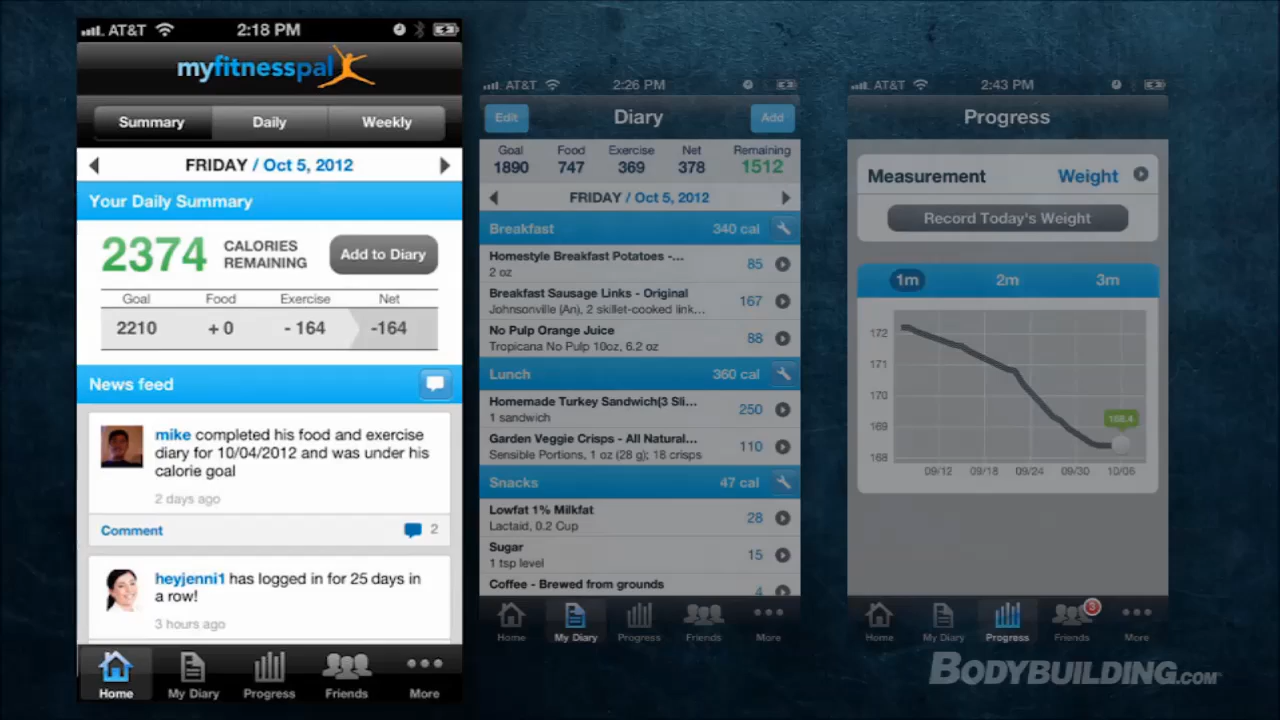 AT&T 2:18 PM
myfitnesspal
Summary Daily Weekly
FRIDAY / Oct 5, 2012
Your Daily Summary
2374 CALORIES REMAINING Add to Diary
Goal Food Exercise Net
2210 + 0 - 164 -164
News feed
mike completed his food and exercise
diary for 10/04/2012 and was under his
calorie goal
2 days ago
Comment 2
heyjenni1 has logged in for 25 days in
a row!
3 hours ago
Home My Diary Progress Friends More
AT&T 2:26 PM
Edit Diary Add
Goal Food Exercise Net Remaining
1890 747 369 378 1512
FRIDAY / Oct 5, 2012
Breakfast 340 cal
Homestyle Breakfast Potatoes -... 85
2 oz
Breakfast Sausage Links - Original 167
Johnsonville (An), 2 skillet-cooked link...
No Pulp Orange Juice 88
Tropicana No Pulp 10oz, 6.2 oz
Lunch 360 cal
Homemade Turkey Sandwich(3 Sli... 250
1 sandwich
Garden Veggie Crisps - All Natural... 110
Sensible Portions, 1 oz (28 g); 18 crisps
Snacks 47 cal
Lowfat 1% Milkfat 28
Lactaid, 0.2 Cup
Sugar 15
1 tsp level
Coffee - Brewed from grounds 4
Home My Diary Progress Friends More
AT&T 2:43 PM
Progress
Measurement Weight
Record Today's Weight
1m 2m 3m
172
171
170
169
168
168.4
09/12 09/18 09/24 09/30 10/06
3
Home My Diary Progress Friends More
BODYBUILDING.COM